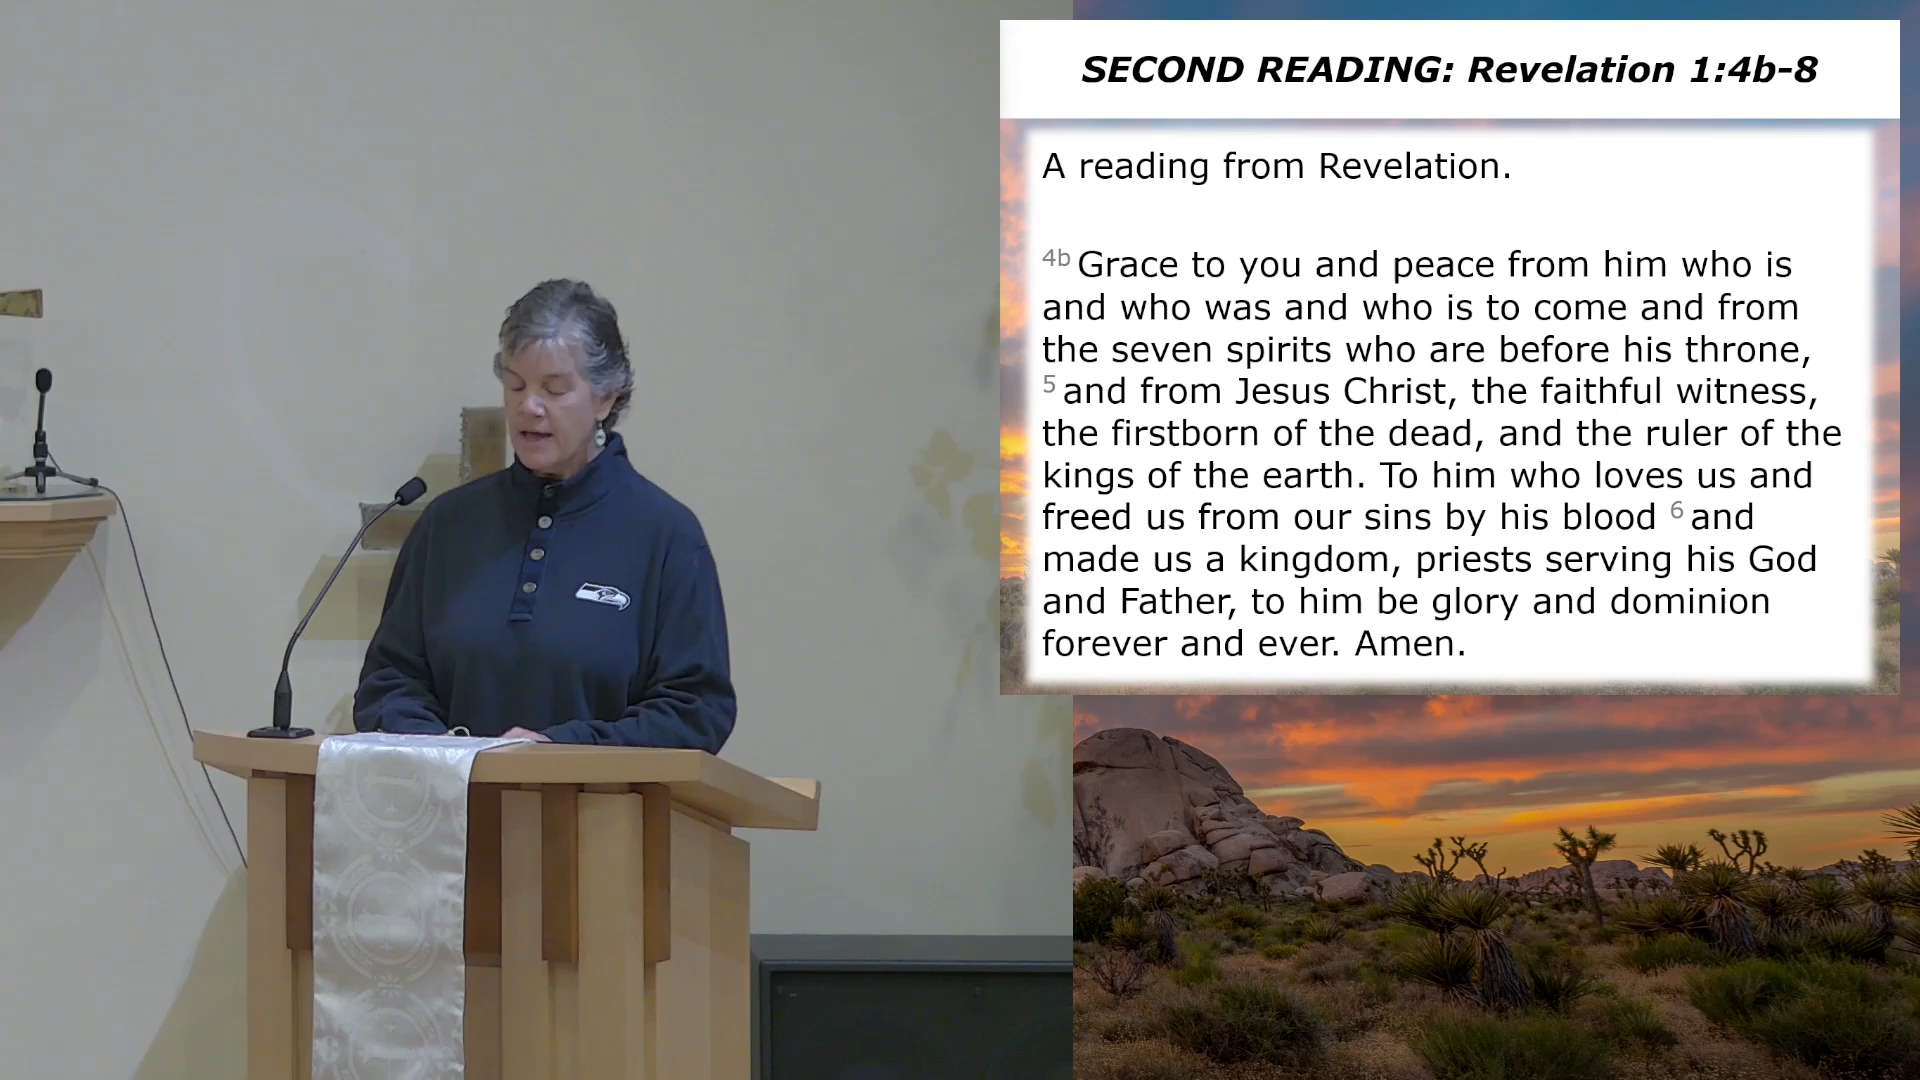 SECOND READING: Revelation 1:4b-8
A reading from Revelation.
4b Grace to you and peace from him who is
and who was and who is to come and from
the seven spirits who are before his throne,
5 and from Jesus Christ, the faithful witness,
the firstborn of the dead, and the ruler of the
kings of the earth. To him who loves us and
freed us from our sins by his blood 6 and
made us a kingdom, priests serving his God
and Father, to him be glory and dominion
forever and ever. Amen.